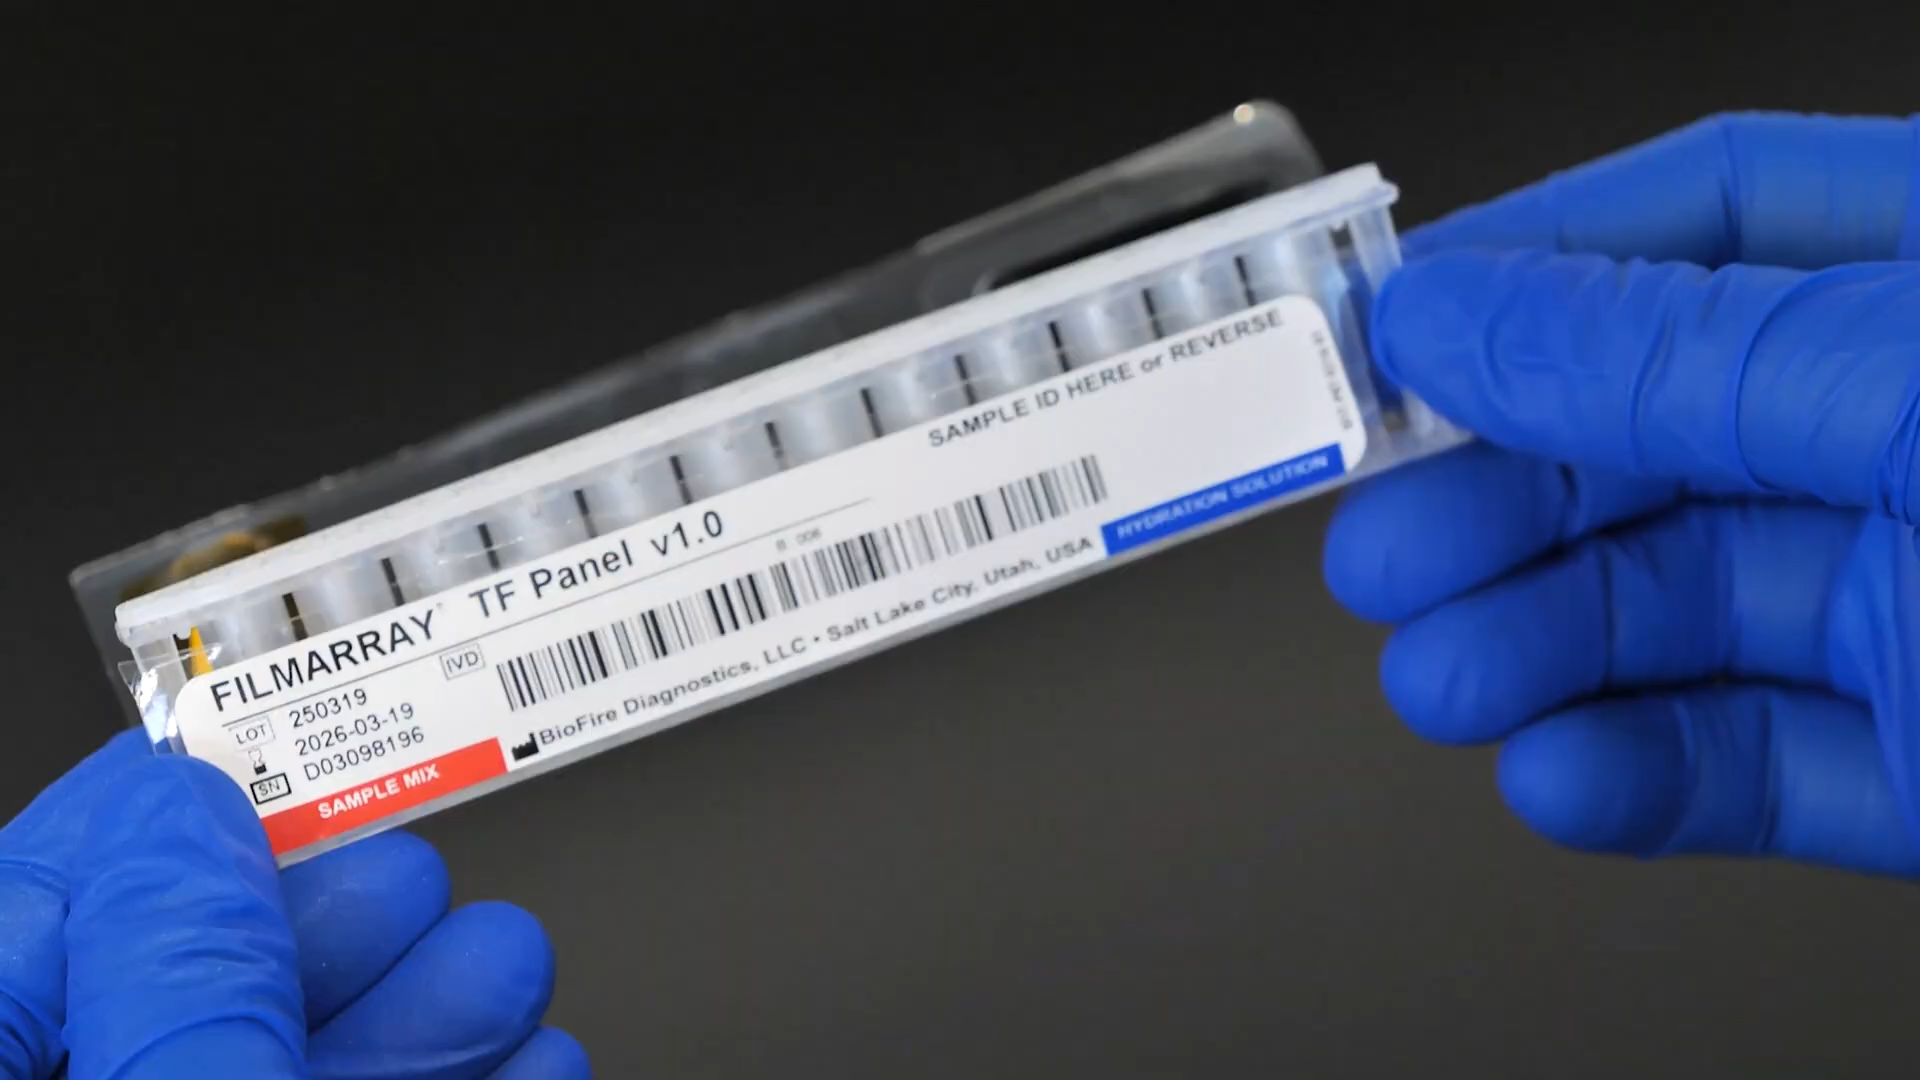 FILMARRAY® TF Panel v1.0
SAMPLE ID HERE or REVERSE
LOT 250319
2026-03-19
SN D03098196
IVD
BioFire Diagnostics, LLC • Salt Lake City, Utah, USA
SAMPLE MIX
HYDRATION SOLUTION